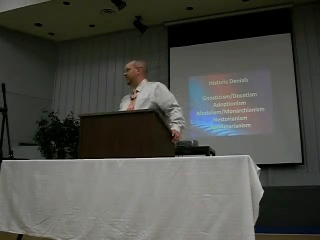 Historic Denials
Gnosticism/Docetism
Adoptionism
Modalism/Monarchianism
Nestorianism